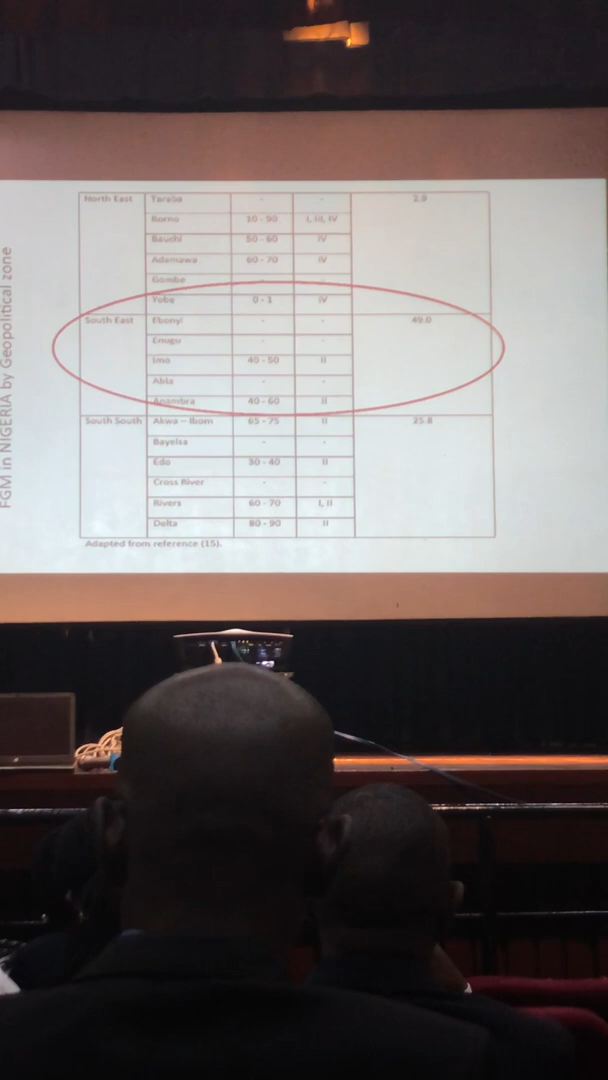 FGM in NIGERIA by Geopolitical zone
North East Taraba - - 2.9
Borno 10 - 90 I, III, IV
Bauchi 50 - 60 IV
Adamawa 60 - 70 IV
Gombe - -
Yobe 0 - 1 IV
South East Ebonyi - - 49.0
Enugu - -
Imo 40 - 50 II
Abia - -
Anambra 40 - 60 II
South South Akwa – Ibom 65 - 75 II 25.8
Bayelsa - -
Edo 30 - 40 II
Cross River - -
Rivers 60 - 70 I, II
Delta 80 - 90 II
Adapted from reference (15).